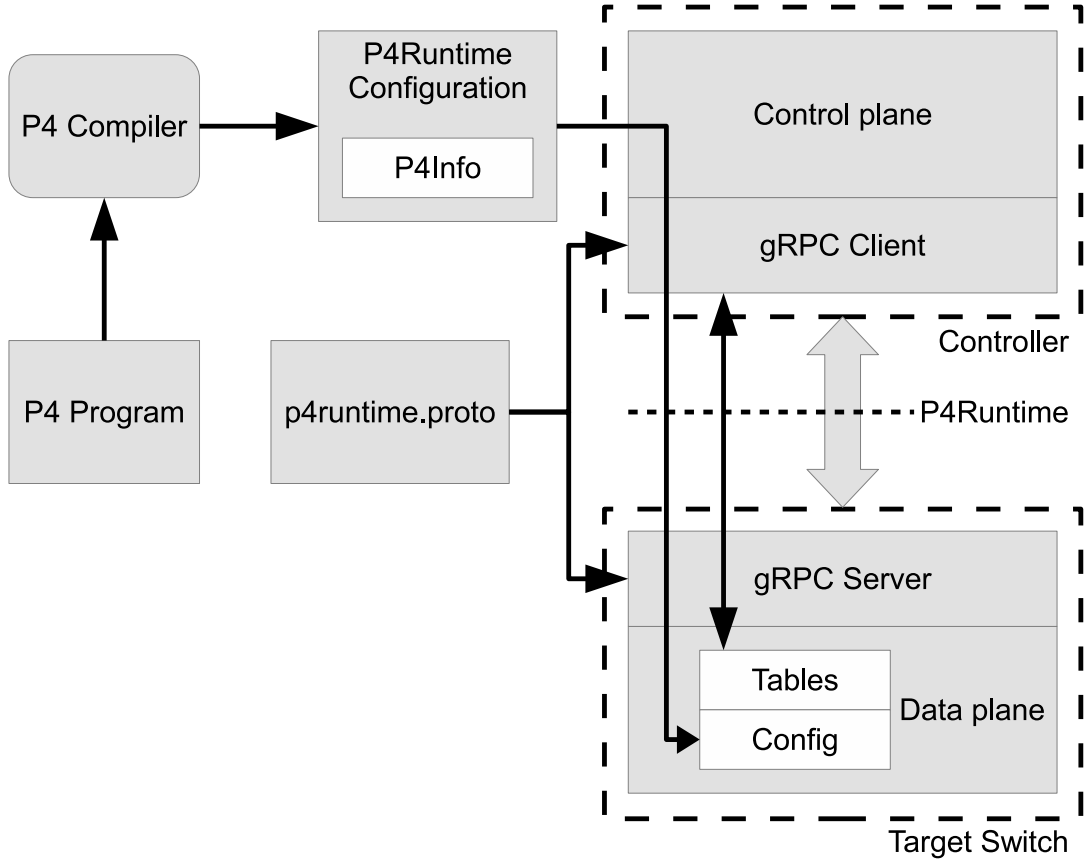 P4Runtime
Configuration
P4 Compiler
P4Info
Control plane
gRPC Client
Controller
P4 Program
p4runtime.proto
P4Runtime
gRPC Server
Tables
Data plane
Config
Target Switch